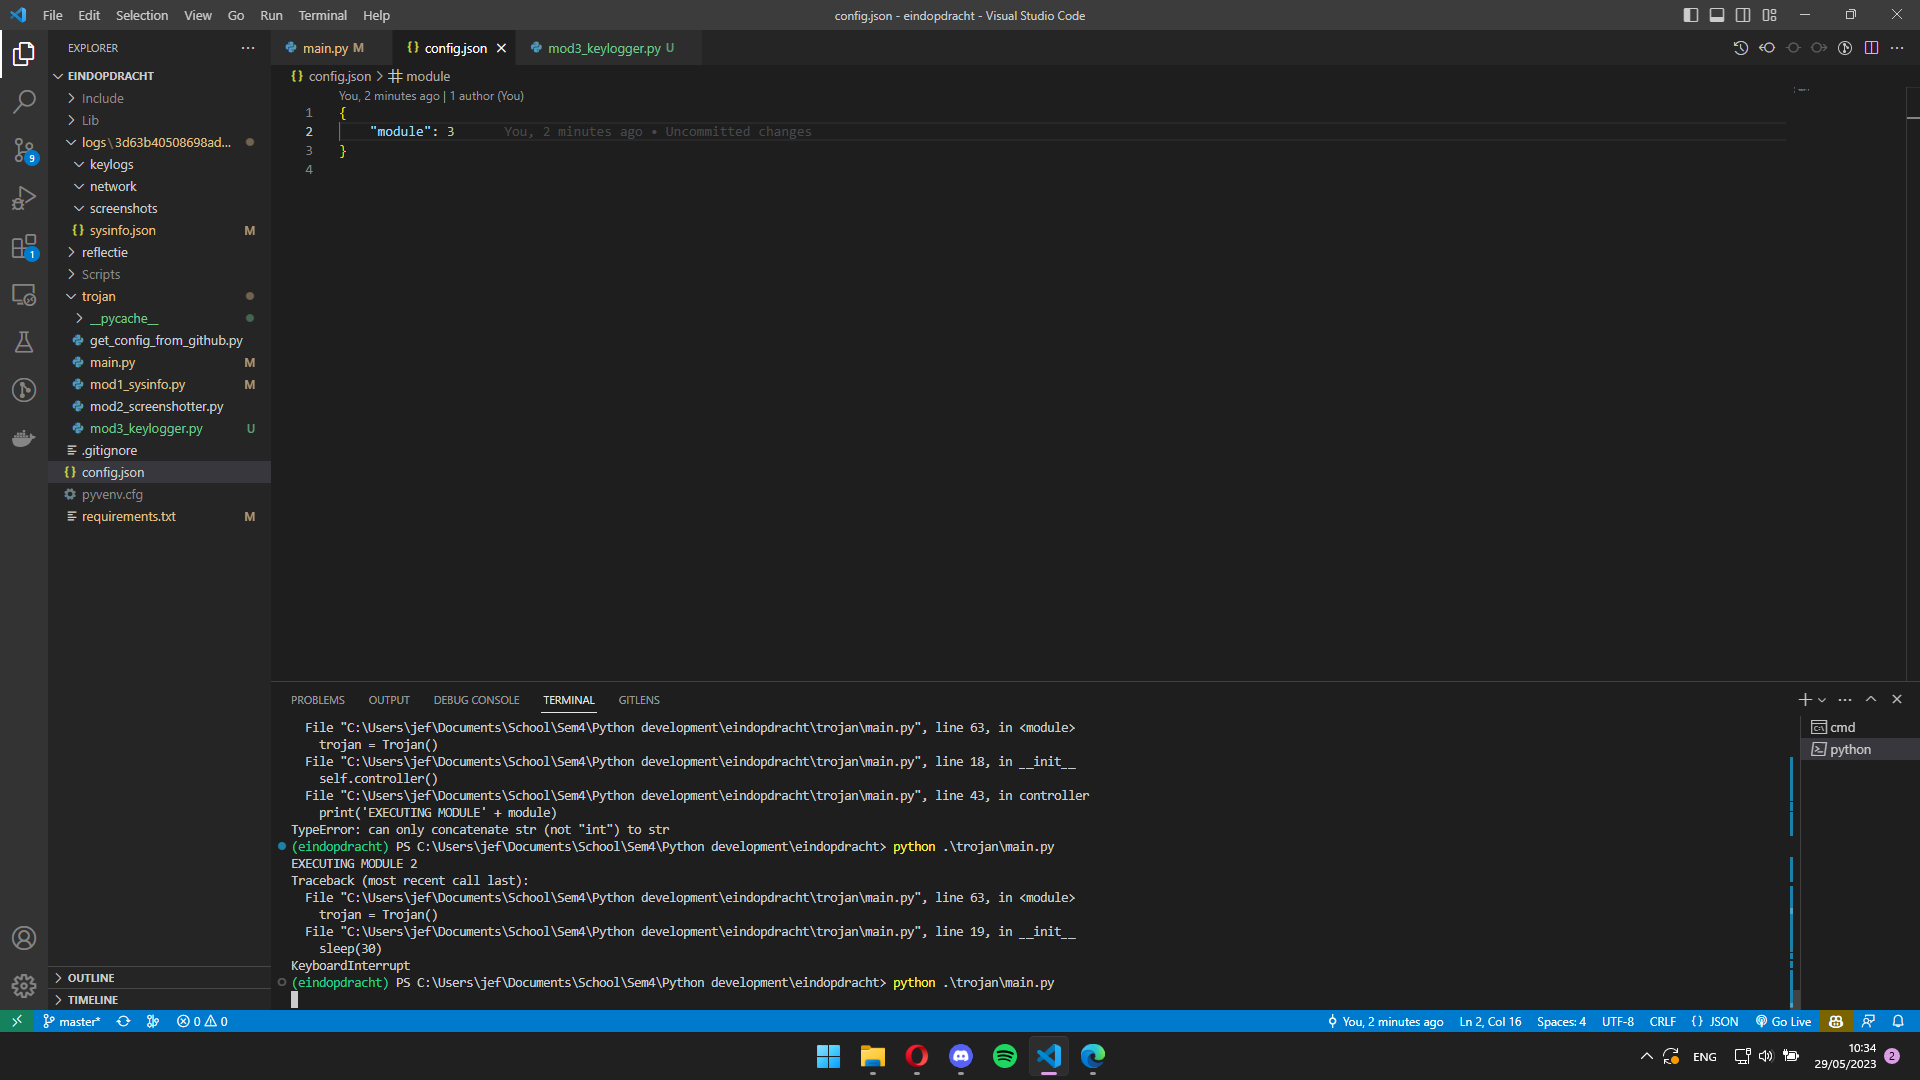 File Edit Selection View Go Run Terminal Help
config.json - eindopdracht - Visual Studio Code
EXPLORER
EINDOPDRACHT
Include
Lib
logs\3d63b40508698ad...
keylogs
network
screenshots
sysinfo.json M
reflectie
Scripts
trojan
__pycache__
get_config_from_github.py
main.py M
mod1_sysinfo.py M
mod2_screenshotter.py
mod3_keylogger.py U
.gitignore
config.json
pyvenv.cfg
requirements.txt M
OUTLINE
TIMELINE
9
1
main.py M
config.json
mod3_keylogger.py U
config.json > module
You, 2 minutes ago | 1 author (You)
1 {
2 "module": 3 You, 2 minutes ago • Uncommitted changes
3 }
4
PROBLEMS OUTPUT DEBUG CONSOLE TERMINAL GITLENS
File "C:\Users\jef\Documents\School\Sem4\Python development\eindopdracht\trojan\main.py", line 63, in <module>
trojan = Trojan()
File "C:\Users\jef\Documents\School\Sem4\Python development\eindopdracht\trojan\main.py", line 18, in __init__
self.controller()
File "C:\Users\jef\Documents\School\Sem4\Python development\eindopdracht\trojan\main.py", line 43, in controller
print('EXECUTING MODULE' + module)
TypeError: can only concatenate str (not "int") to str
(eindopdracht) PS C:\Users\jef\Documents\School\Sem4\Python development\eindopdracht> python .\trojan\main.py
EXECUTING MODULE 2
Traceback (most recent call last):
File "C:\Users\jef\Documents\School\Sem4\Python development\eindopdracht\trojan\main.py", line 63, in <module>
trojan = Trojan()
File "C:\Users\jef\Documents\School\Sem4\Python development\eindopdracht\trojan\main.py", line 19, in __init__
sleep(30)
KeyboardInterrupt
(eindopdracht) PS C:\Users\jef\Documents\School\Sem4\Python development\eindopdracht> python .\trojan\main.py
cmd
python
master* 0 0
You, 2 minutes ago Ln 2, Col 16 Spaces: 4 UTF-8 CRLF {} JSON Go Live
ENG
10:34
29/05/2023
2